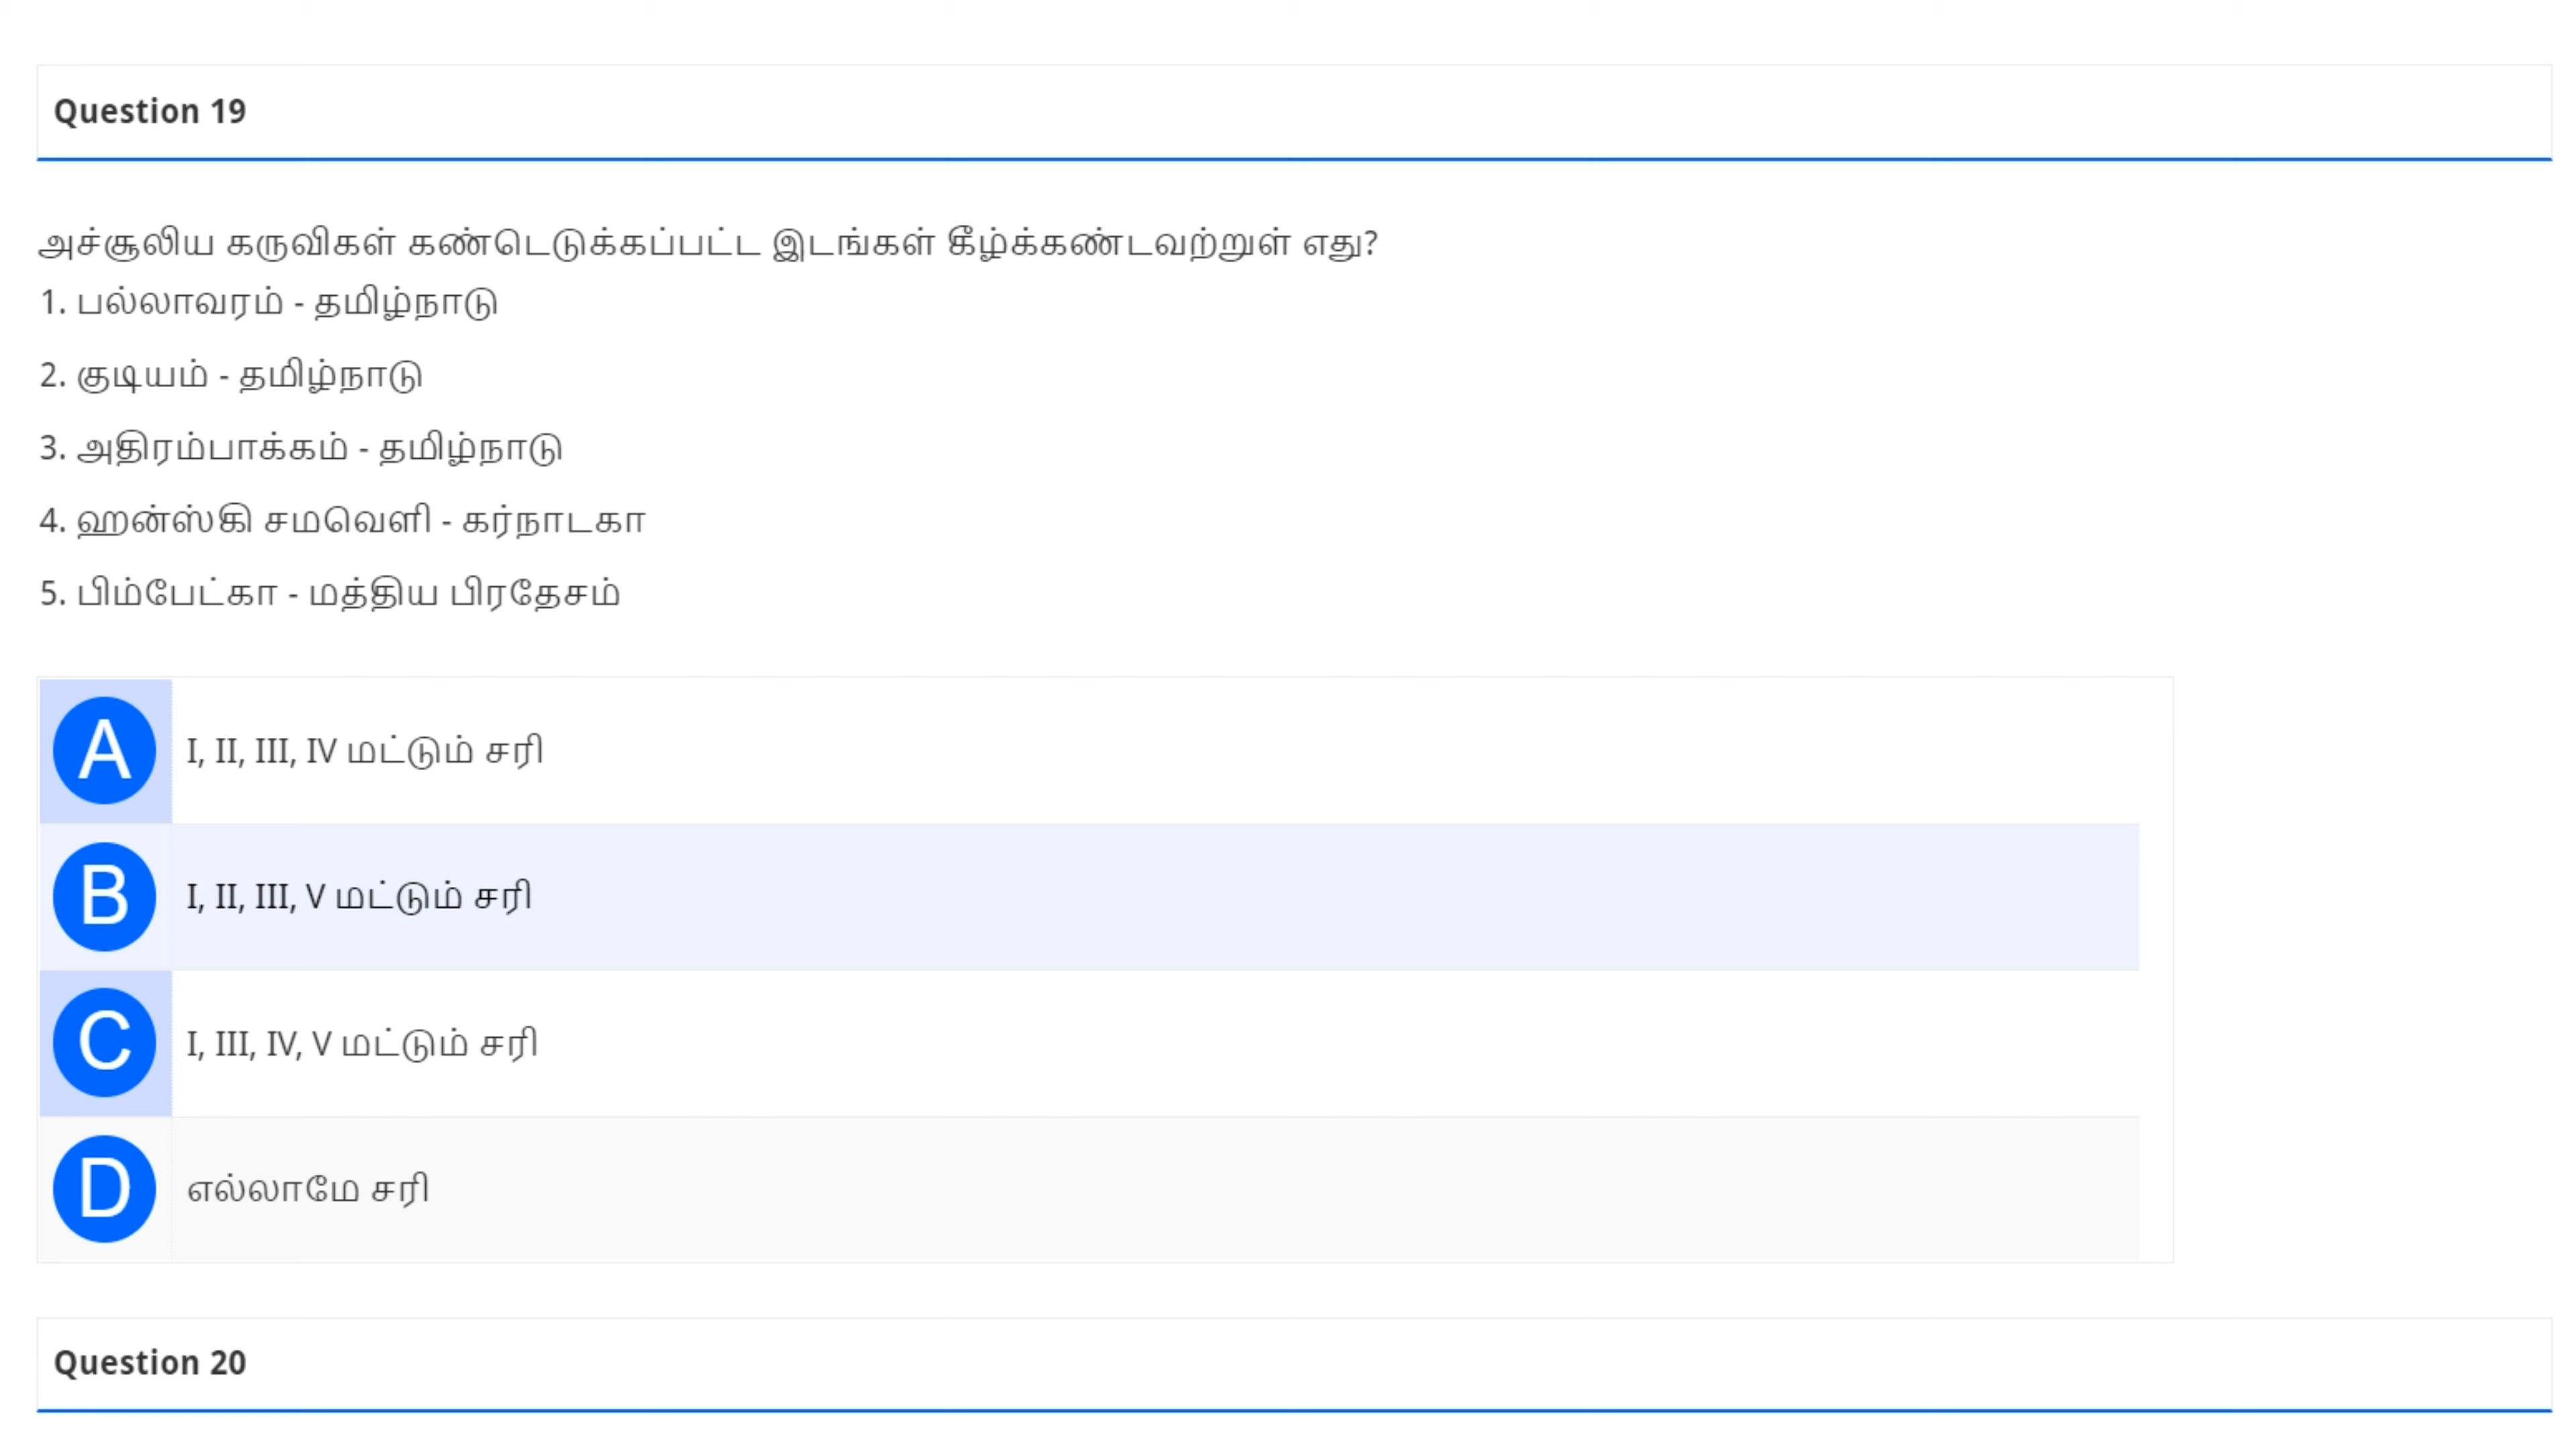 Question 19
அச்சூலிய கருவிகள் கண்டெடுக்கப்பட்ட இடங்கள் கீழ்க்கண்டவற்றுள் எது?
1. பல்லாவரம் - தமிழ்நாடு
2. குடியம் - தமிழ்நாடு
3. அதிரம்பாக்கம் - தமிழ்நாடு
4. ஹன்ஸ்கி சமவெளி - கர்நாடகா
5. பிம்பேட்கா - மத்திய பிரதேசம்
A I, II, III, IV மட்டும் சரி
B I, II, III, V மட்டும் சரி
C I, III, IV, V மட்டும் சரி
D எல்லாமே சரி
Question 20